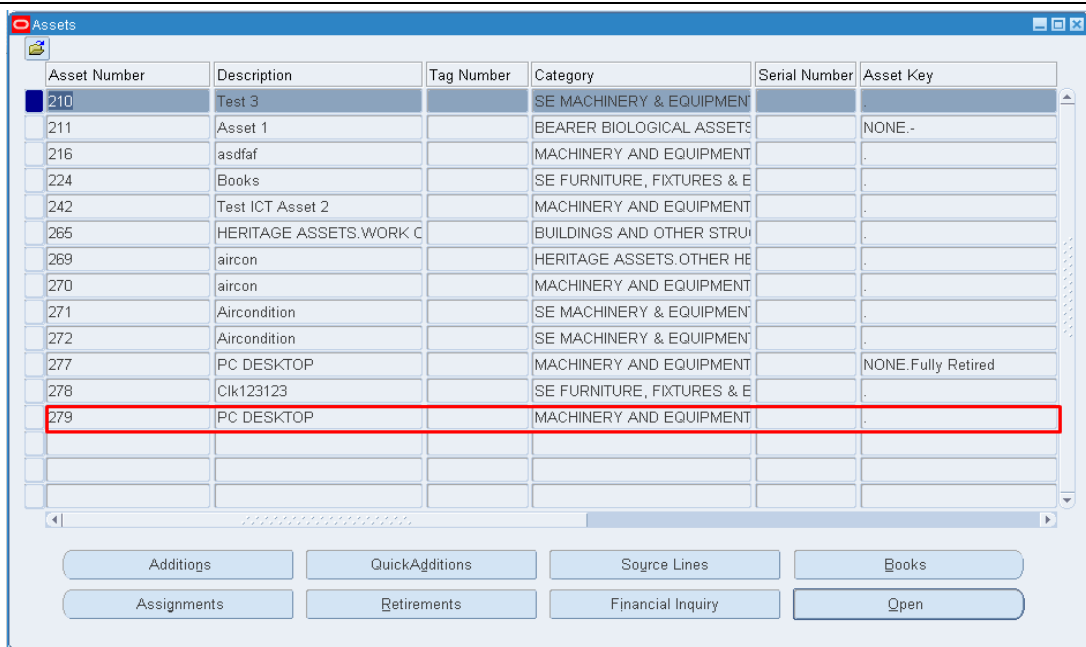 Assets
Asset Number Description Tag Number Category Serial Number Asset Key
210 Test 3 SE MACHINERY & EQUIPMEN .
211 Asset 1 BEARER BIOLOGICAL ASSETS NONE.-
216 asdfaf MACHINERY AND EQUIPMENT .
224 Books SE FURNITURE, FIXTURES & E .
242 Test ICT Asset 2 MACHINERY AND EQUIPMENT .
265 HERITAGE ASSETS.WORK O BUILDINGS AND OTHER STRU .
269 aircon HERITAGE ASSETS.OTHER HE .
270 aircon MACHINERY AND EQUIPMENT .
271 Aircondition SE MACHINERY & EQUIPMEN .
272 Aircondition SE MACHINERY & EQUIPMEN .
277 PC DESKTOP MACHINERY AND EQUIPMENT NONE.Fully Retired
278 Clk123123 SE FURNITURE, FIXTURES & E .
279 PC DESKTOP MACHINERY AND EQUIPMENT .
Additions QuickAdditions Source Lines Books
Assignments Retirements Financial Inquiry Open